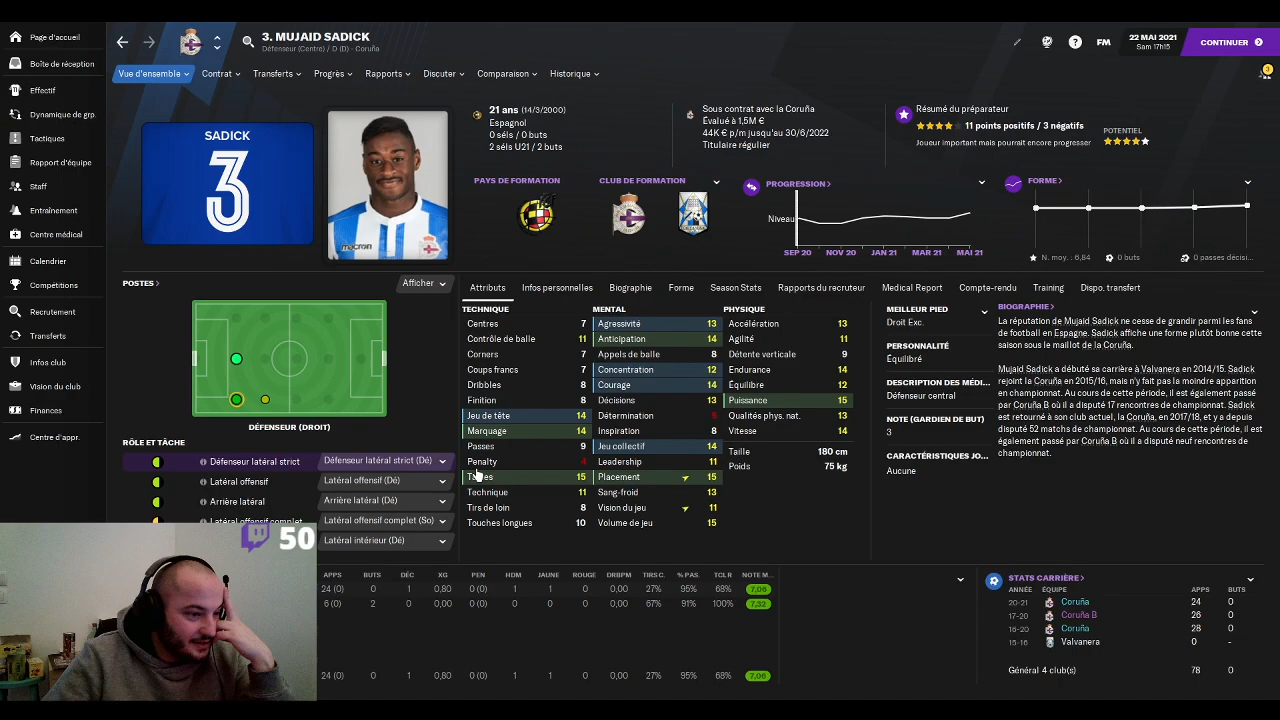 Page d'accueil
Boîte de réception
Effectif
Dynamique de grp.
Tactiques
Rapport d'équipe
Staff
Entraînement
Centre médical
Calendrier
Compétitions
Recrutement
Transferts
Infos club
Vision du club
Finances
Centre d'appr.
3. MUJAID SADICK
Défenseur (Centre) / D (D) - Coruña
FM
22 MAI 2021
Sam 17h15
CONTINUER
3
Vue d'ensemble
Contrat
Transferts
Progrès
Rapports
Discuter
Comparaison
Historique
SADICK
3
macron
21 ans (14/3/2000)
Espagnol
0 séls / 0 buts
2 séls U21 / 2 buts
Sous contrat avec la Coruña
Évalué à 1,5M €
44K € p/m jusqu'au 30/6/2022
Titulaire régulier
Résumé du préparateur
11 points positifs / 3 négatifs
Joueur important mais pourrait encore progresser
POTENTIEL
PAYS DE FORMATION
CLUB DE FORMATION
PROGRESSION
Niveau
SEP 20 NOV 20 JAN 21 MAR 21 MAI 21
FORME
N. moy. : 6,84
0 buts
0 passes décisi...
POSTES
Afficher
DÉFENSEUR (DROIT)
RÔLE ET TÂCHE
Défenseur latéral strict Défenseur latéral strict (Dé)
Latéral offensif Latéral offensif (Dé)
Arrière latéral Arrière latéral (Dé)
Latéral offensif complet Latéral offensif complet (So)
Latéral intérieur (Dé)
50
Attributs
Infos personnelles
Biographie
Forme
Season Stats
Rapports du recruteur
Medical Report
Compte-rendu
Training
Dispo. transfert
TECHNIQUE
Centres 7
Contrôle de balle 11
Corners 7
Coups francs 7
Dribbles 8
Finition 8
Jeu de tête 14
Marquage 14
Passes 9
Penalty 4
15
Technique 11
Tirs de loin 8
Touches longues 10
MENTAL
Agressivité 13
Anticipation 14
Appels de balle 8
Concentration 12
Courage 14
Décisions 13
Détermination
Inspiration 8
Jeu collectif 14
Leadership 11
Placement 15
Sang-froid 13
Vision du jeu 11
Volume de jeu 15
PHYSIQUE
Accélération 13
Agilité 11
Détente verticale 9
Endurance 14
Équilibre 12
Puissance 15
Qualités phys. nat. 13
Vitesse 14
Taille 180 cm
Poids 75 kg
MEILLEUR PIED
Droit Exc.
PERSONNALITÉ
Équilibré
DESCRIPTION DES MÉDI...
Défenseur central
NOTE (GARDIEN DE BUT)
3
CARACTÉRISTIQUES JO...
Aucune
BIOGRAPHIE
La réputation de Mujaid Sadick ne cesse de grandir parmi les fans
de football en Espagne. Sadick affiche une forme plutôt bonne cette
saison sous le maillot de la Coruña.
Mujaid Sadick a débuté sa carrière à Valvanera en 2014/15. Sadick
rejoint la Coruña en 2015/16, mais n'y fait pas la moindre apparition
en championnat. Au cours de cette période, il est également passé
par Coruña B où il a disputé 17 rencontres de championnat. Sadick
est retourné à son club actuel, la Coruña, en 2017/18, et y a depuis
disputé 52 matchs de championnat. Au cours de cette période, il est
également passé par Coruña B où il a disputé neuf rencontres de
championnat.
APPS BUTS DÉC XG PEN HDM JAUNE ROUGE DRBPM TIRS C. % PAS. TCL R NOTE M...
24 (0) 0 1 0,80 0 (0) 1 1 0 0,00 27% 95% 68% 7,06
6 (0) 2 0 0,00 0 (0) 0 0 0 0,00 67% 91% 100% 7,32
24 (0) 0 1 0,80 0 (0) 1 1 0 0,00 27% 95% 68% 7,06
STATS CARRIÈRE
ANNÉE ÉQUIPE APPS BUTS
20-21 Coruña 24 0
17-20 Coruña B 26 0
16-20 Coruña 28 0
15-16 Valvanera 0 -
Général 4 club(s) 78 0